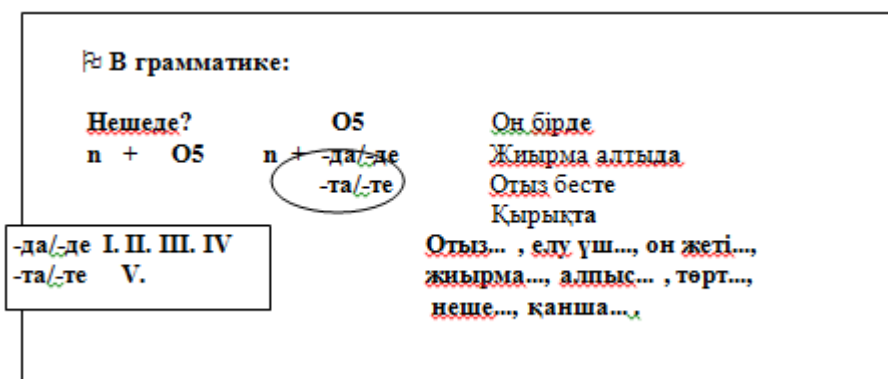 В грамматике:
Нешеде? О5 Он бірде
n + О5 n + -да/-де Жиырма алтыда
-та/-те Отыз бесте
Қырықта
-да/-де I. II. III. IV Отыз... , елу үш..., он жеті...,
-та/-те V. жиырма..., алпыс... , төрт...,
неше..., қанша... ,